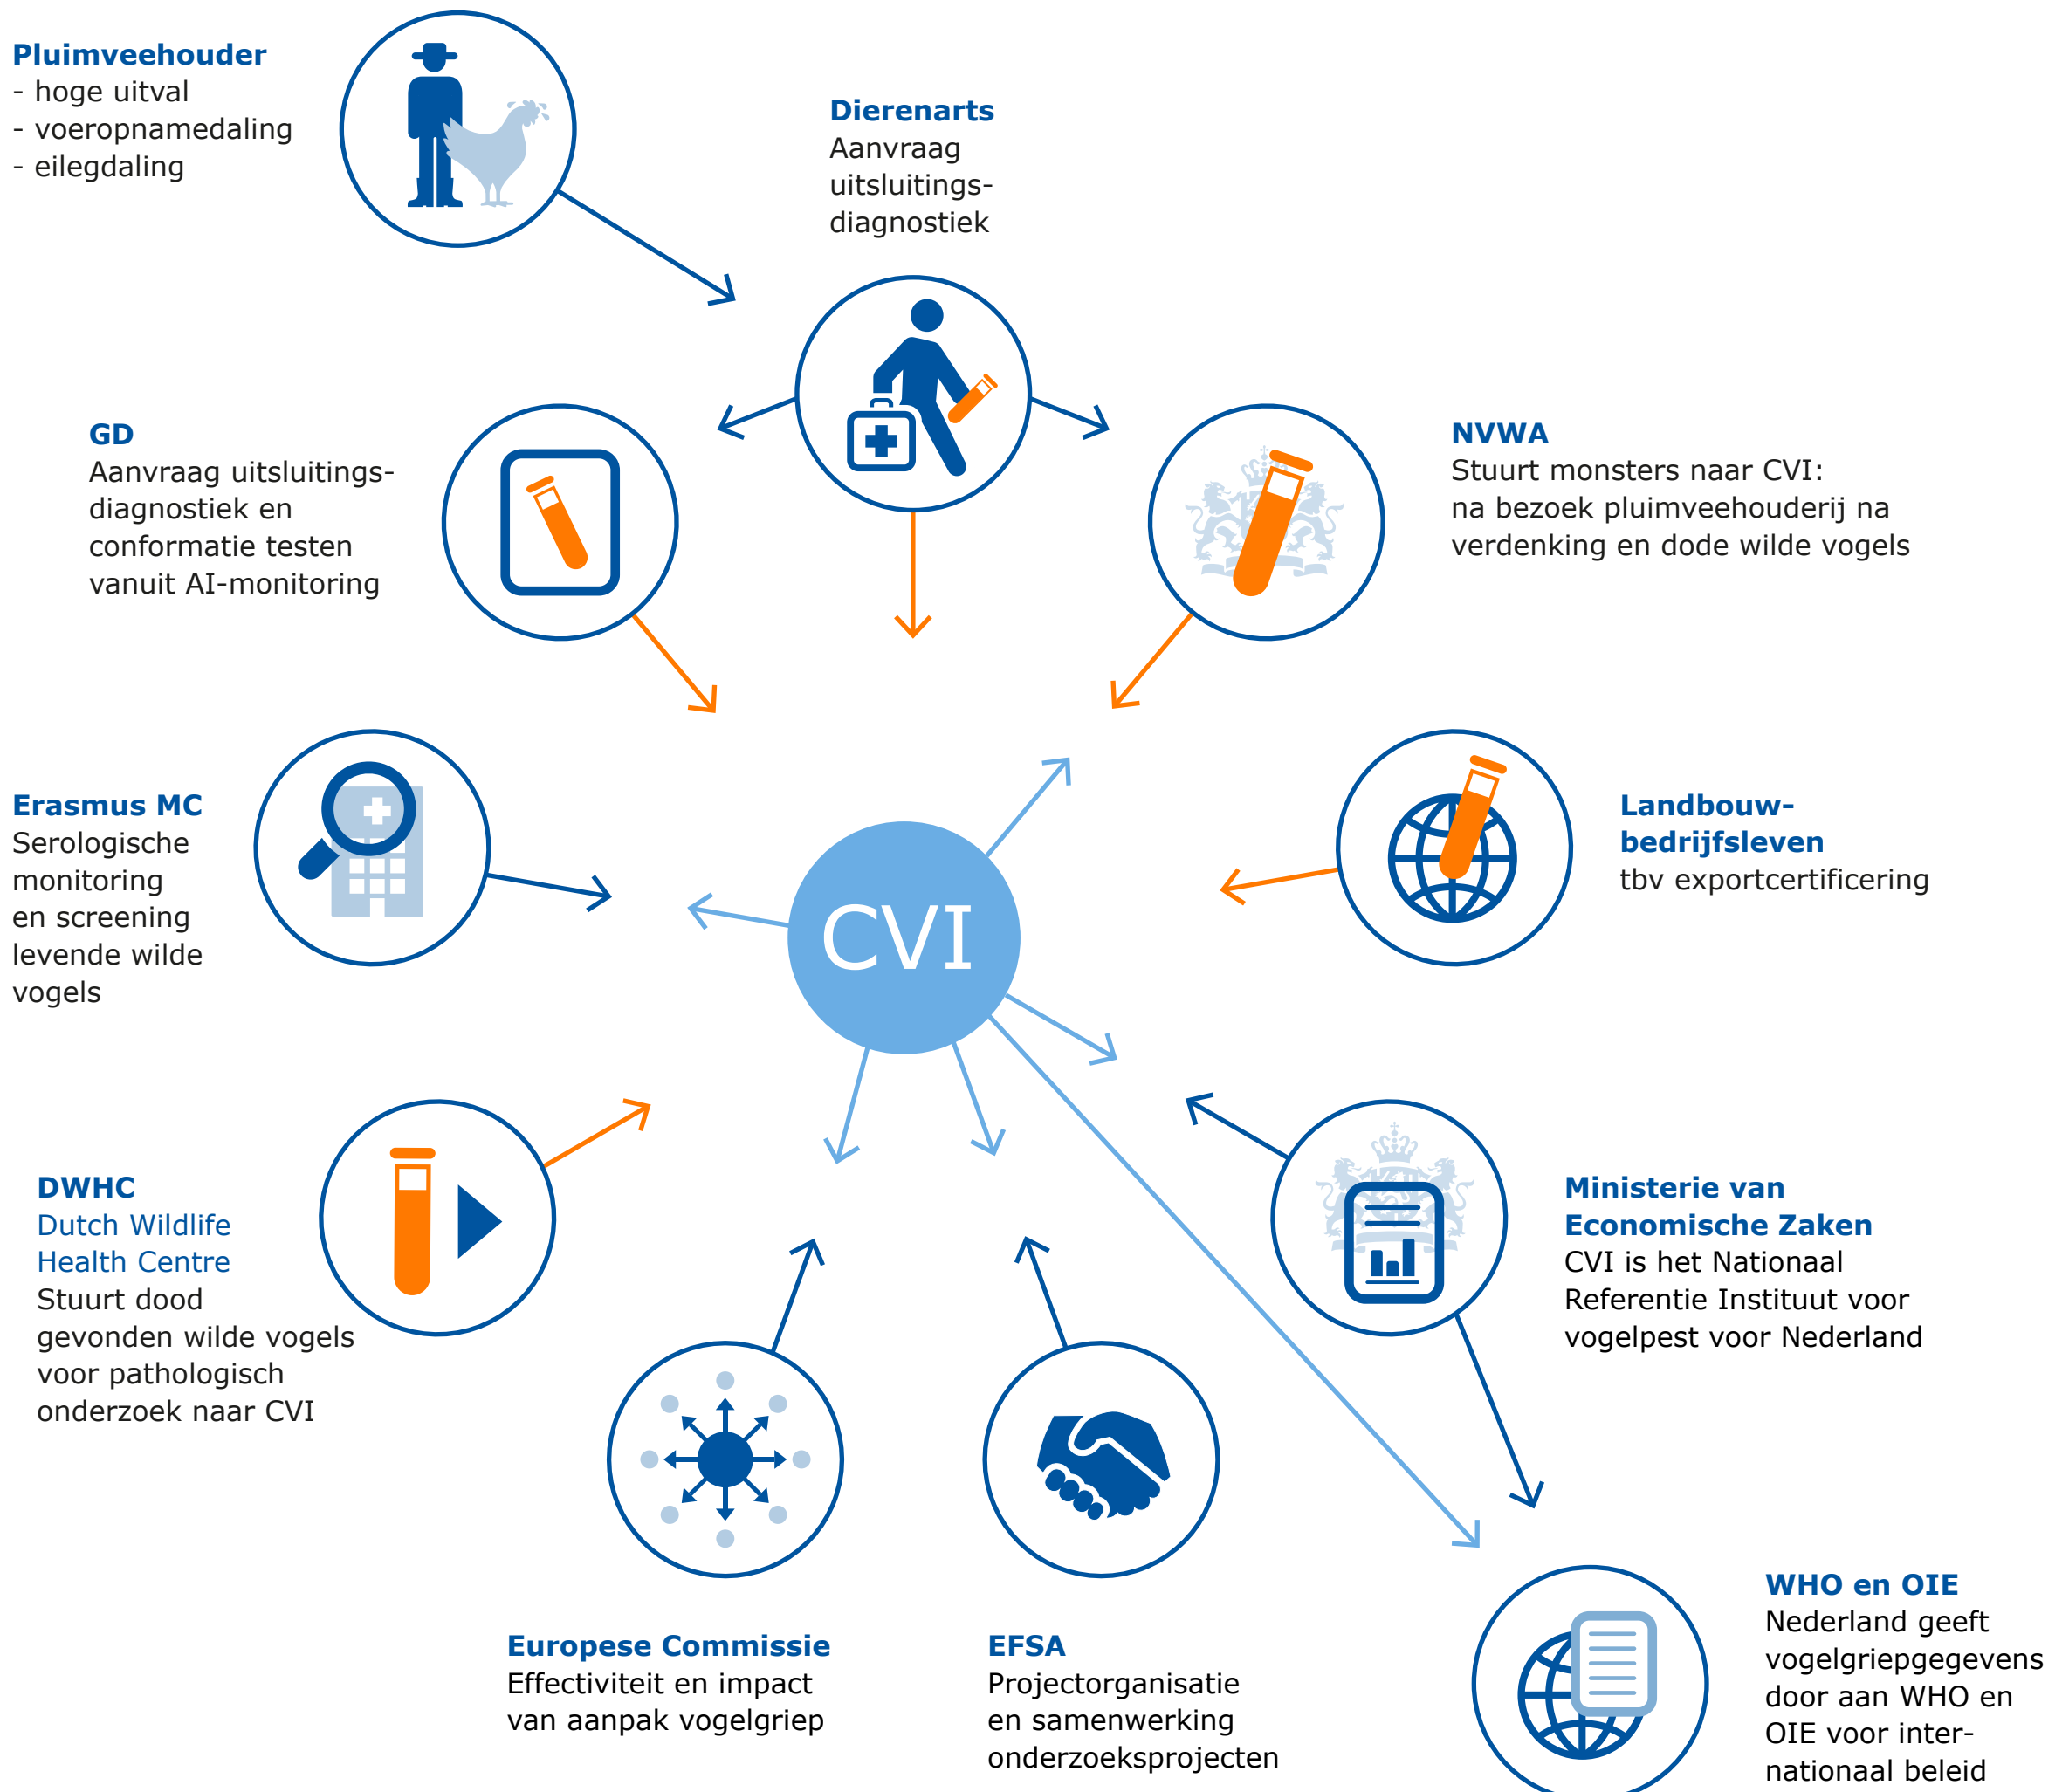 Pluimveehouder
- hoge uitval
- voeropnamedaling
- eilegdaling
Dierenarts
Aanvraag
uitsluitings-
diagnostiek
GD
Aanvraag uitsluitings-
diagnostiek en
conformatie testen
vanuit AI-monitoring
NVWA
Stuurt monsters naar CVI:
na bezoek pluimveehouderij na
verdenking en dode wilde vogels
Erasmus MC
Serologische
monitoring
en screening
levende wilde
vogels
CVI
Landbouw-
bedrijfsleven
tbv exportcertificering
DWHC
Dutch Wildlife
Health Centre
Stuurt dood
gevonden wilde vogels
voor pathologisch
onderzoek naar CVI
Ministerie van
Economische Zaken
CVI is het Nationaal
Referentie Instituut voor
vogelpest voor Nederland
Europese Commissie
Effectiviteit en impact
van aanpak vogelgriep
EFSA
Projectorganisatie
en samenwerking
onderzoeksprojecten
WHO en OIE
Nederland geeft
vogelgriepgegevens
door aan WHO en
OIE voor inter-
nationaal beleid